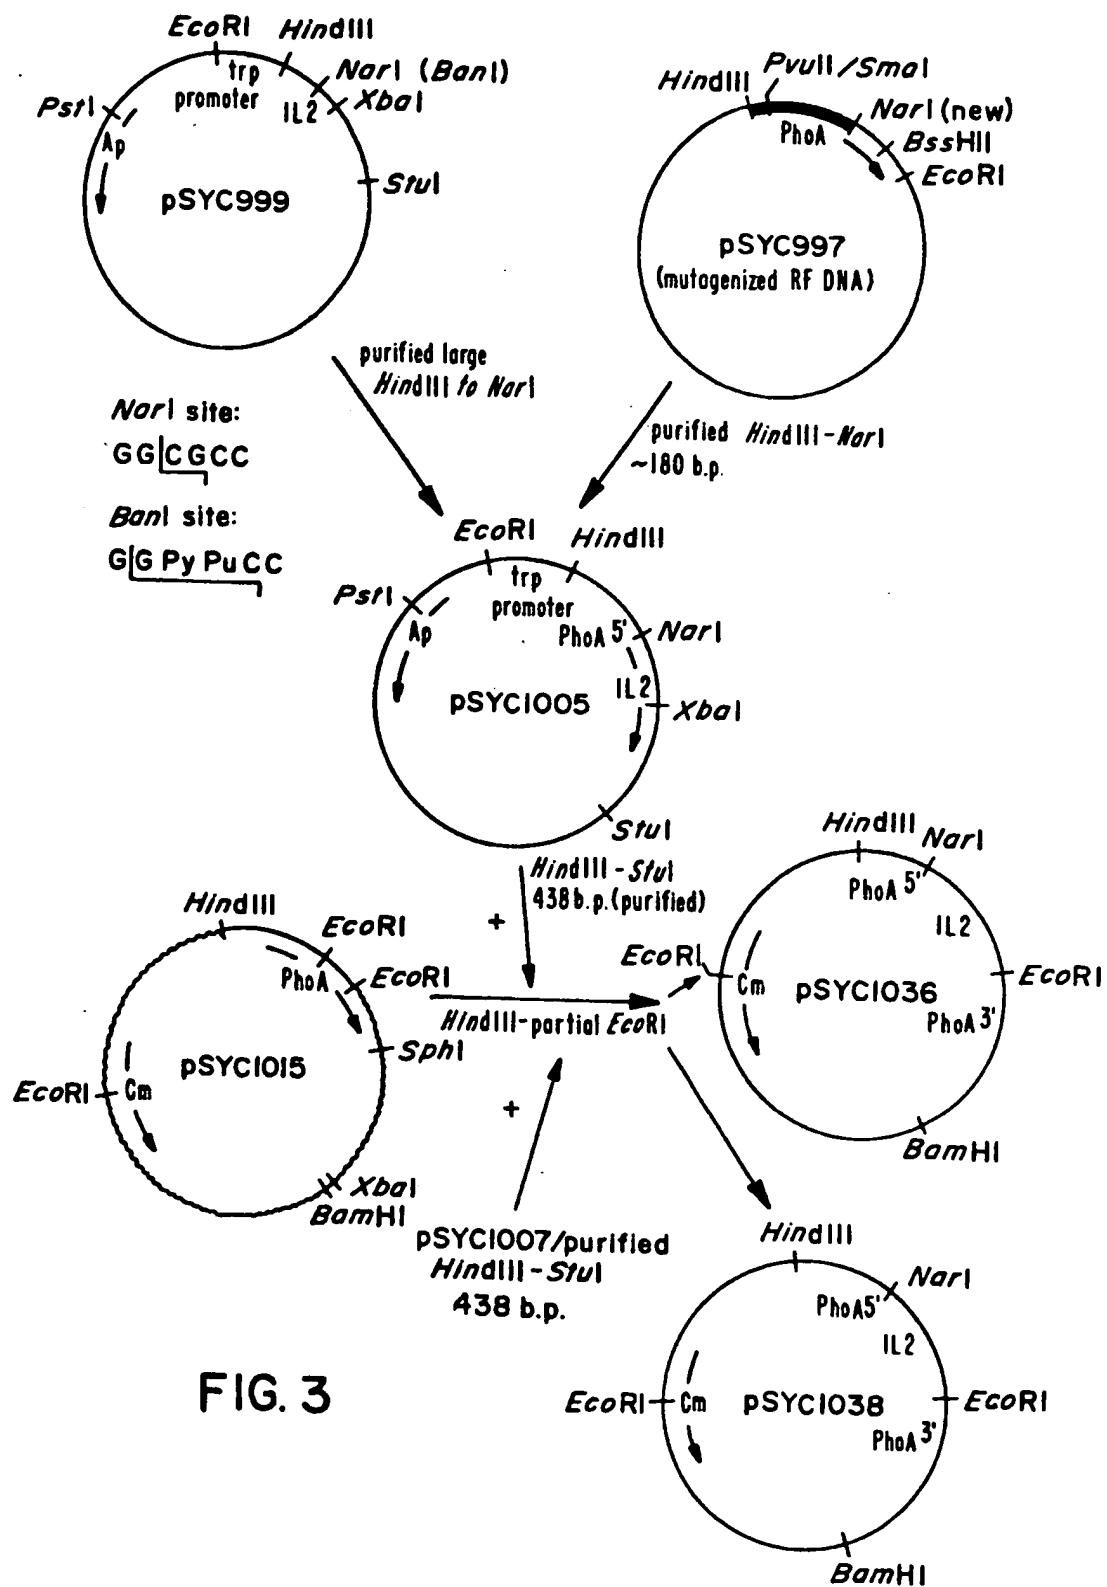 EcoRI
HindIII
trp
promoter
NarI (BanI)
IL2
XbaI
PstI
Ap
StuI
pSYC999
PvuII/SmaI
HindIII
NarI (new)
PhoA
BssHII
EcoRI
pSYC997
(mutagenized RF DNA)
purified large
HindIII to NarI
purified HindIII-NarI
~180 b.p.
NarI site:
GGCGCC
BanI site:
GG Py Pu CC
EcoRI
HindIII
trp
promoter
PstI
Ap
PhoA 5'
NarI
IL2
XbaI
pSYC1005
StuI
HindIII-StuI
438 b.p. (purified)
+
HindIII
EcoRI
EcoRI
PhoA
SphI
pSYC1015
EcoRI
Cm
XbaI
BamHI
HindIII-partial EcoRI
+
pSYC1007/purified
HindIII-StuI
438 b.p.
HindIII
NarI
PhoA 5'
IL2
EcoRI
Cm
EcoRI
pSYC1036
PhoA 3'
BamHI
HindIII
NarI
PhoA5'
IL2
EcoRI
Cm
pSYC1038
EcoRI
PhoA 3'
BamHI
FIG. 3